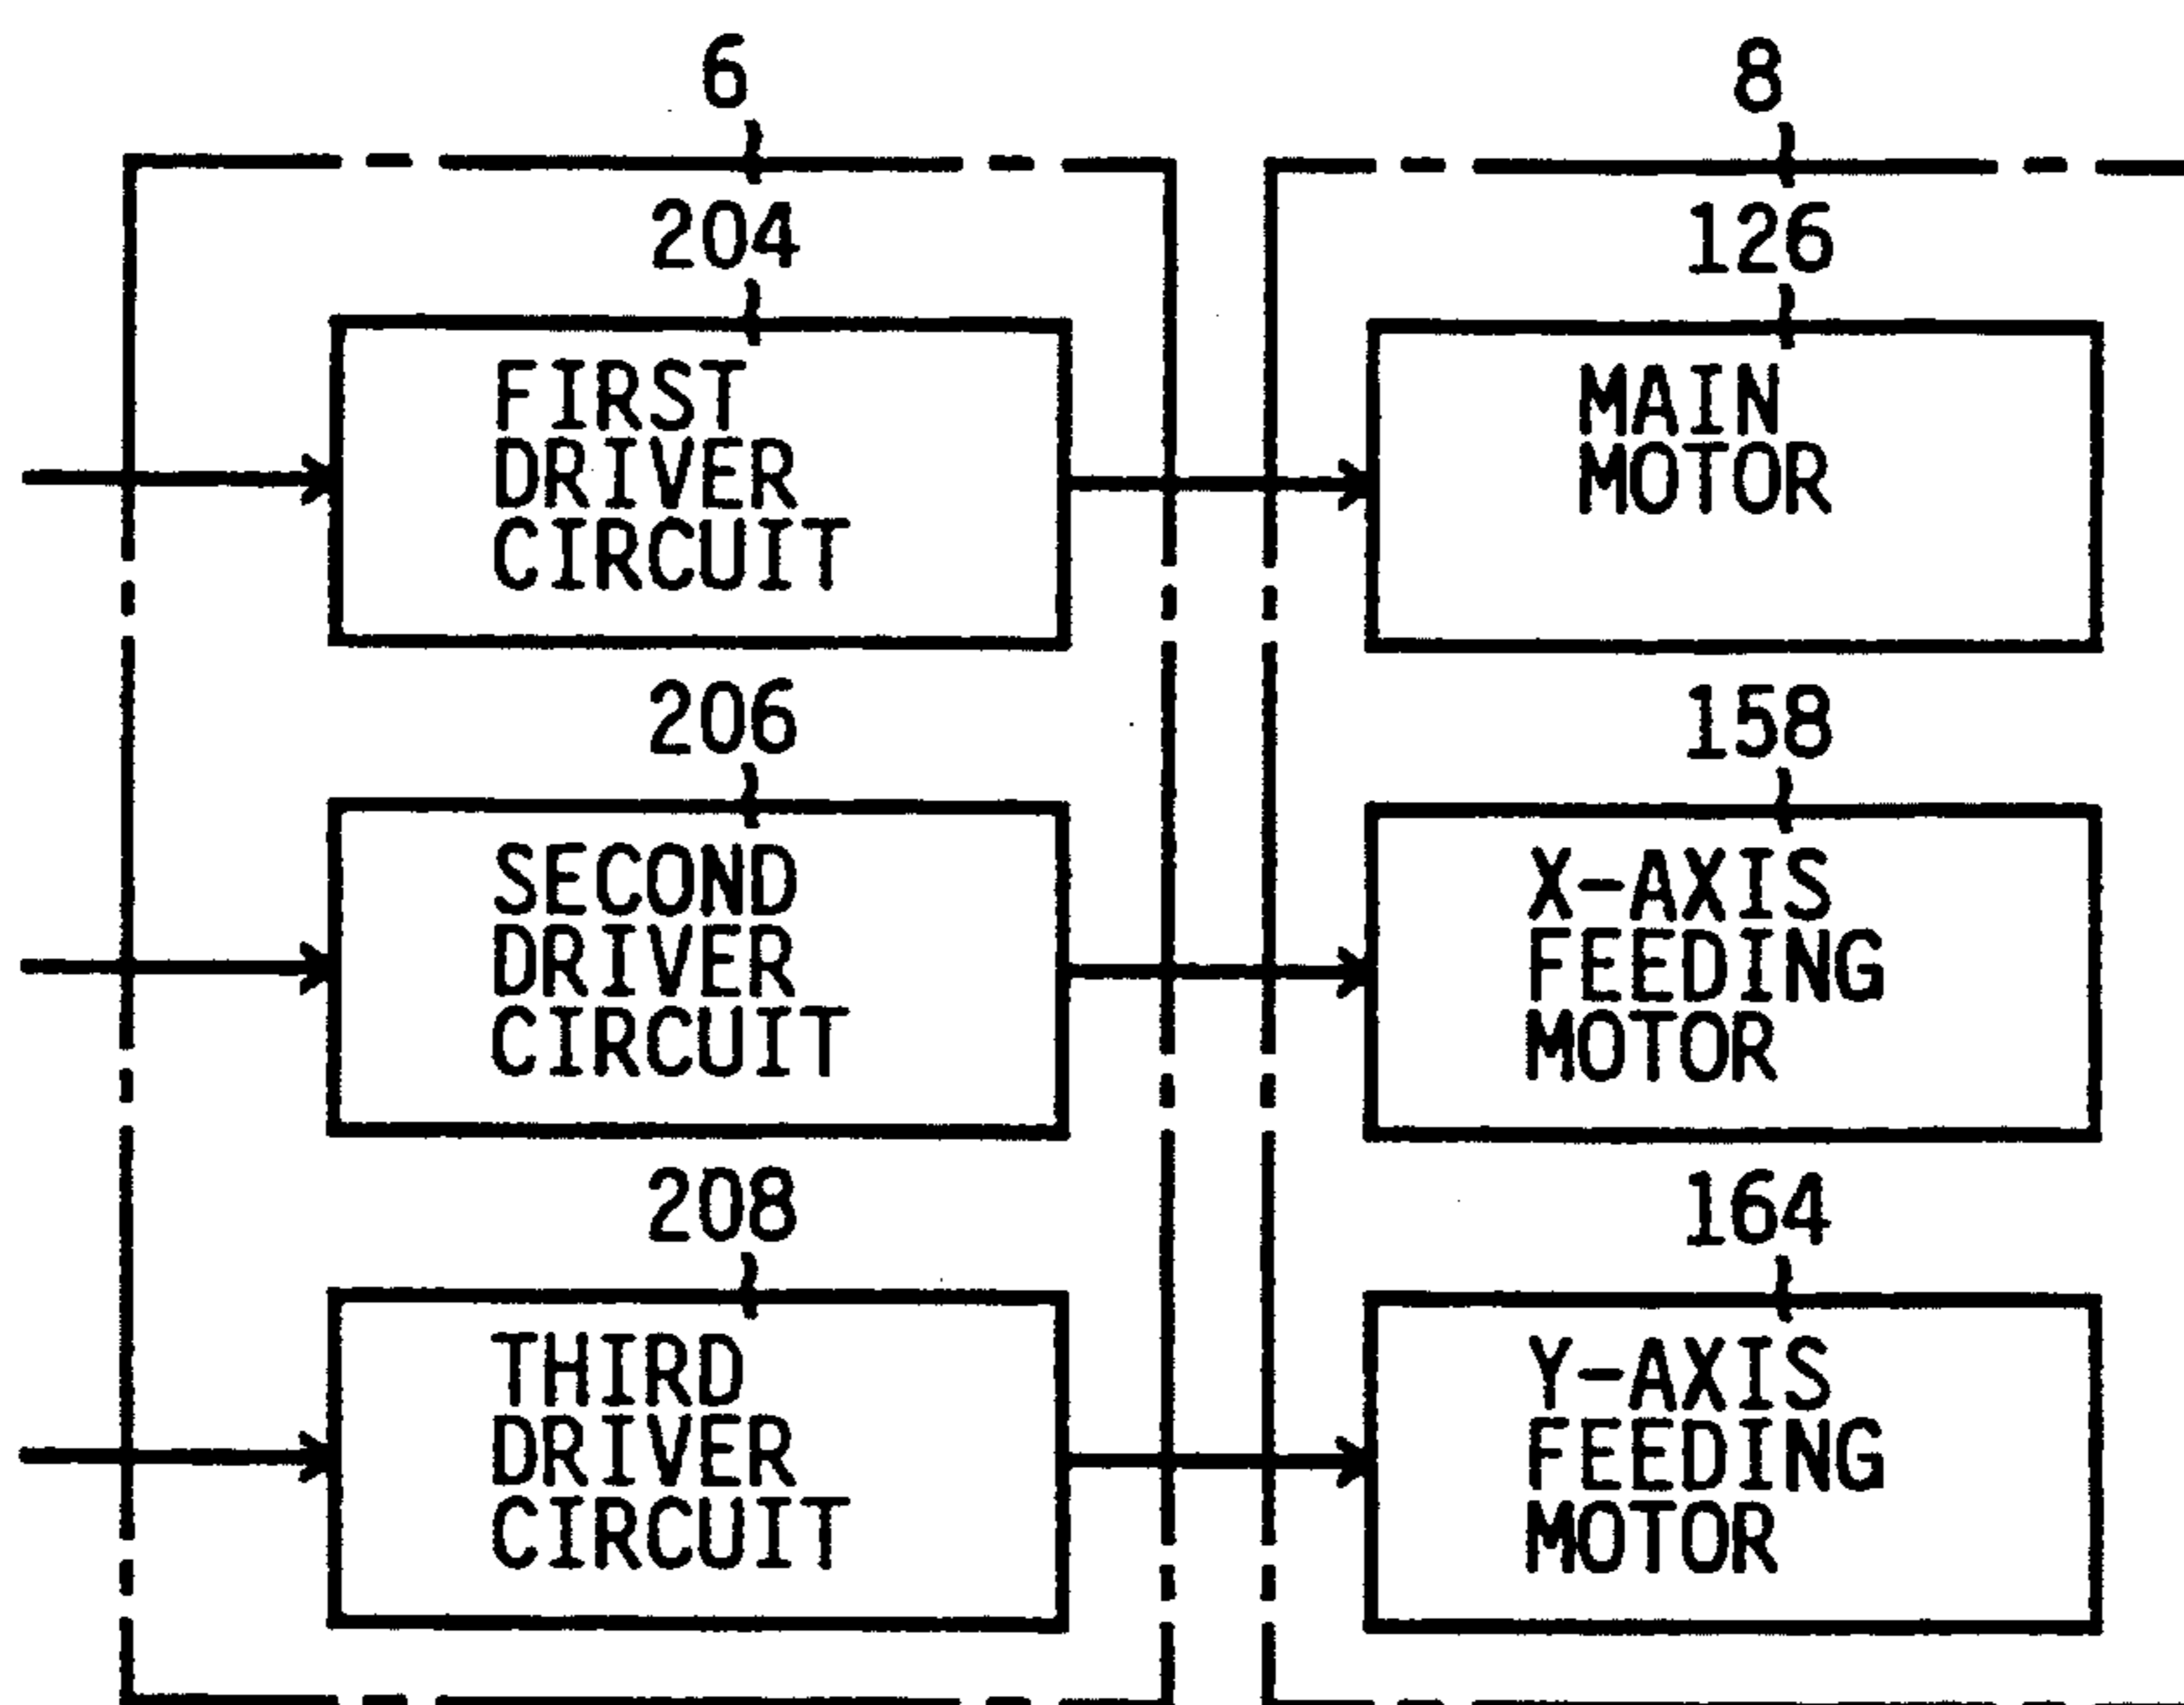 6
8
204
126
FIRST
DRIVER
CIRCUIT
MAIN
MOTOR
206
158
SECOND
DRIVER
CIRCUIT
X-AXIS
FEEDING
MOTOR
208
164
THIRD
DRIVER
CIRCUIT
Y-AXIS
FEEDING
MOTOR